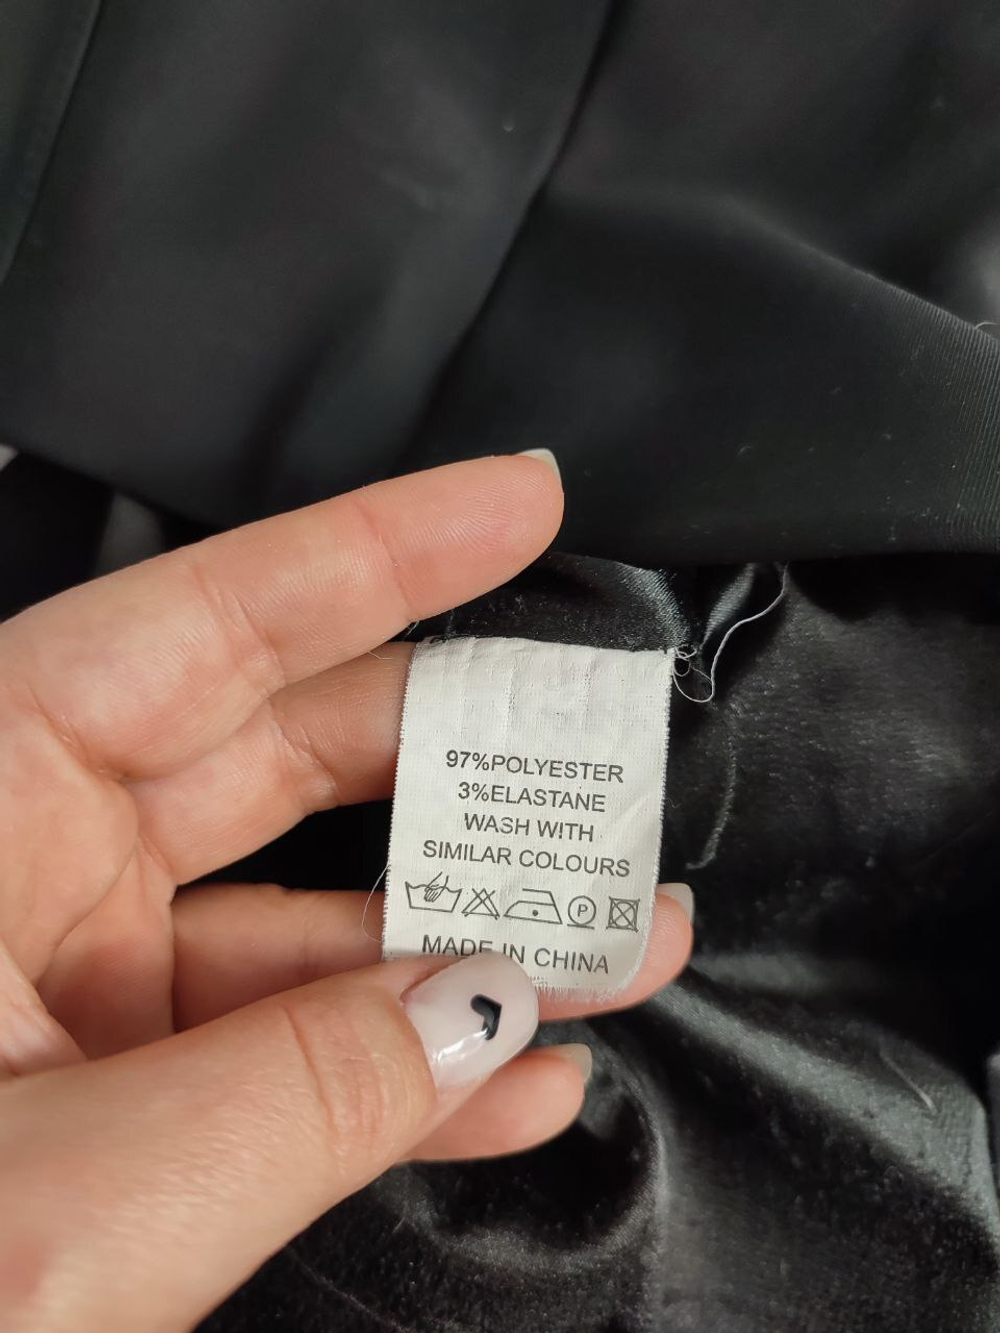 97%POLYESTER
3%ELASTANE
WASH WITH
SIMILAR COLOURS
P
MADE IN CHINA